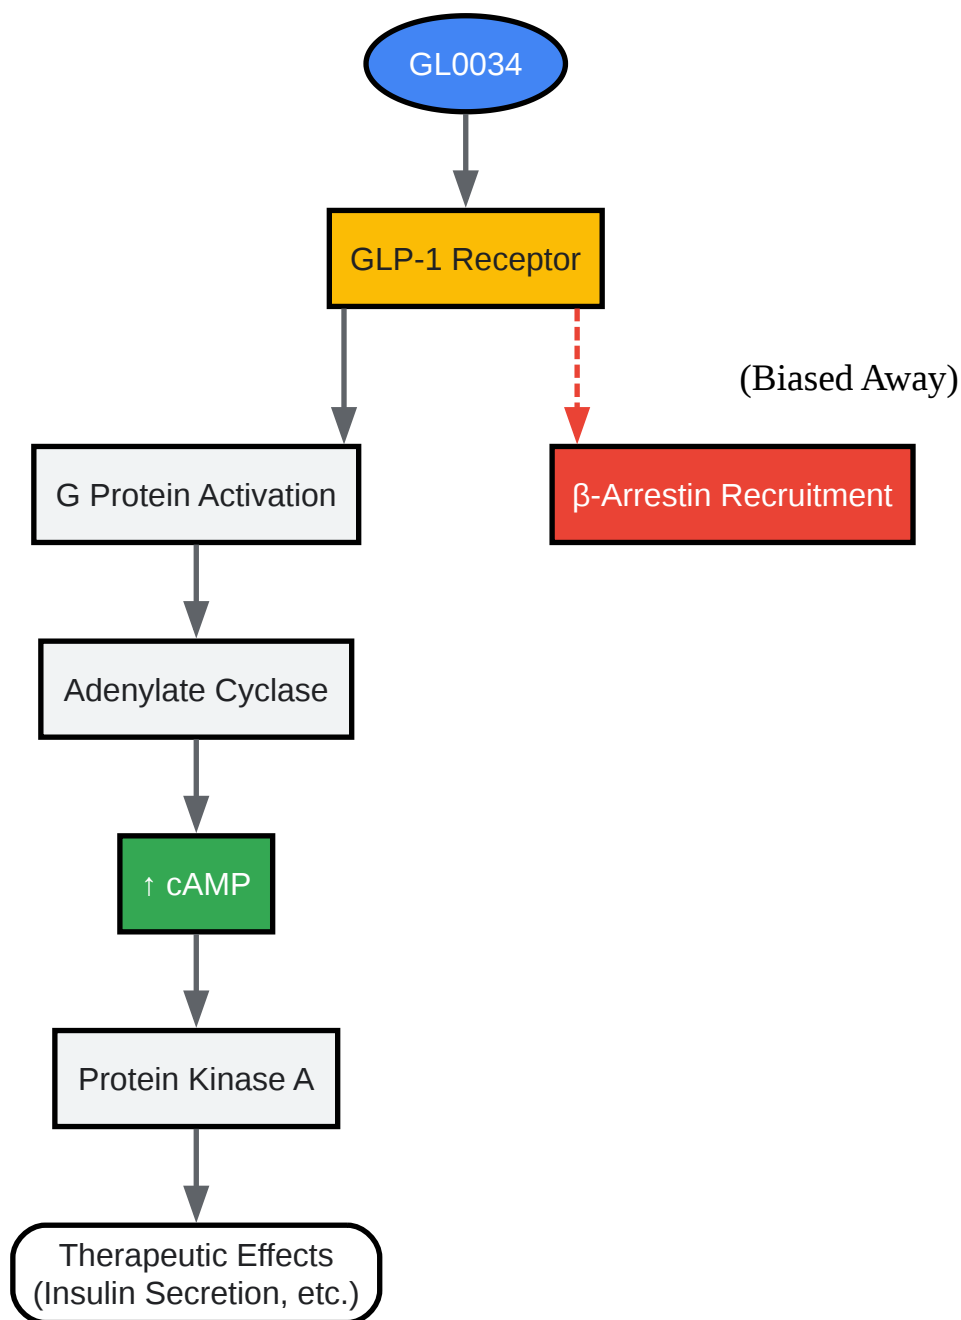 GL0034
GLP-1 Receptor
(Biased Away)
G Protein Activation
β-Arrestin Recruitment
Adenylate Cyclase
↑ cAMP
Protein Kinase A
Therapeutic Effects
(Insulin Secretion, etc.)